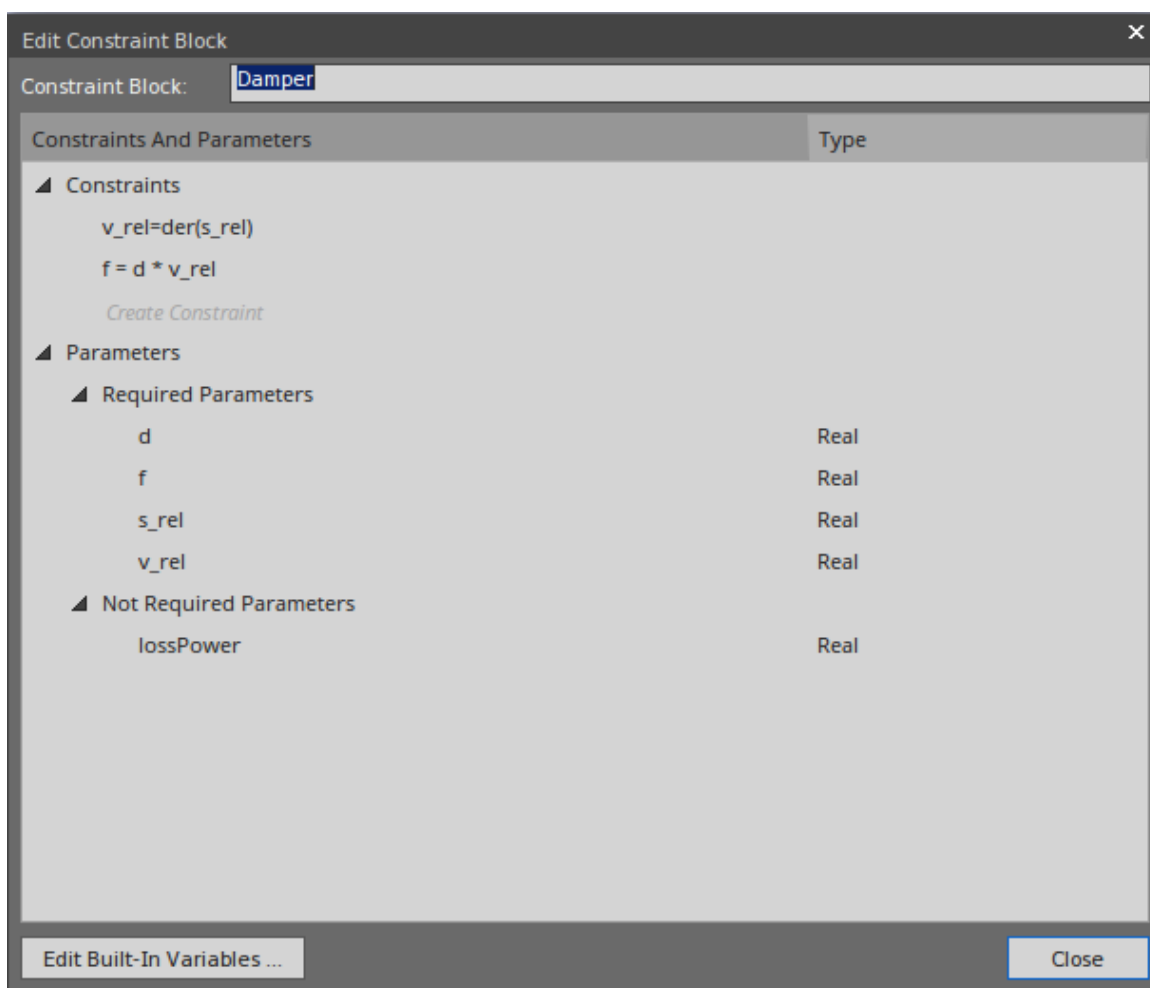 Edit Constraint Block
Constraint Block: Damper
Constraints And Parameters Type
Constraints
v_rel=der(s_rel)
f = d * v_rel
Create Constraint
Parameters
Required Parameters
d Real
f Real
s_rel Real
v_rel Real
Not Required Parameters
lossPower Real
Edit Built-In Variables ... Close